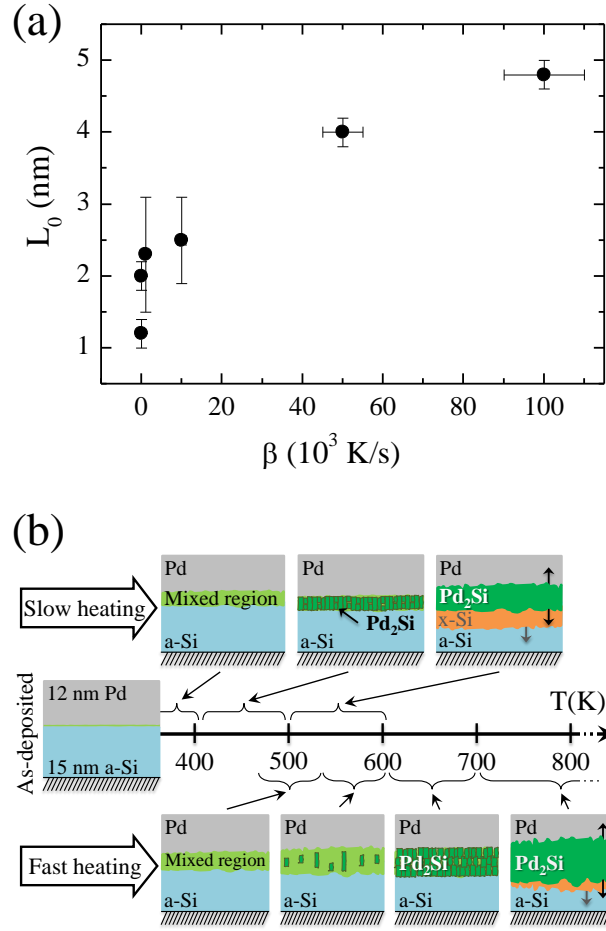 (a)
5
4
3
2
1
L₀ (nm)
0 20 40 60 80 100
β (10³ K/s)
(b)
Slow heating
Pd
Mixed region
a-Si
Pd
Pd₂Si
a-Si
Pd
Pd₂Si
x-Si
a-Si
As-deposited
12 nm Pd
15 nm a-Si
T(K)
400 500 600 700 800
Fast heating
Pd
Mixed region
a-Si
Pd
a-Si
Pd
Pd₂Si
a-Si
Pd
Pd₂Si
a-Si